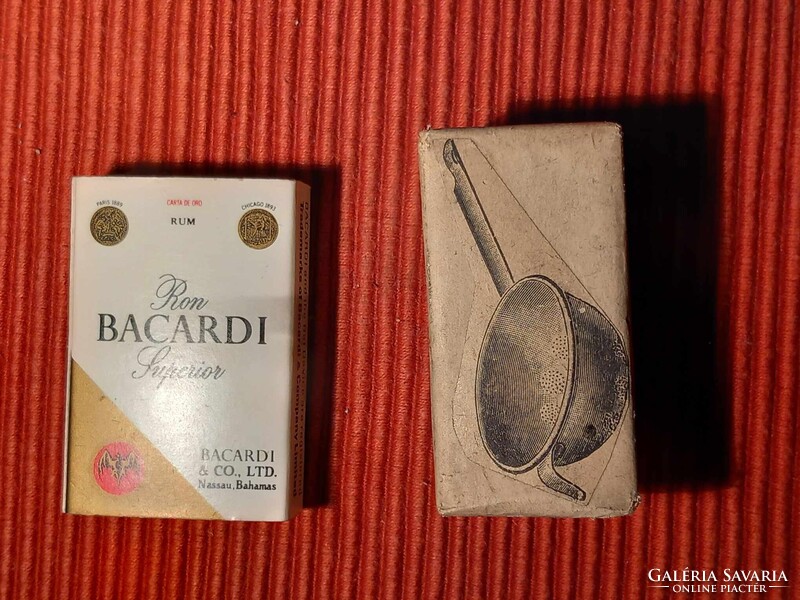 PARIS 1889
CARTA DE ORO
CHICAGO 1893
RUM
Ron
BACARDI
Superior
BACARDI
& CO., LTD.
Nassau, Bahamas
GALÉRIA SAVARIA
ONLINE PIACTÉR